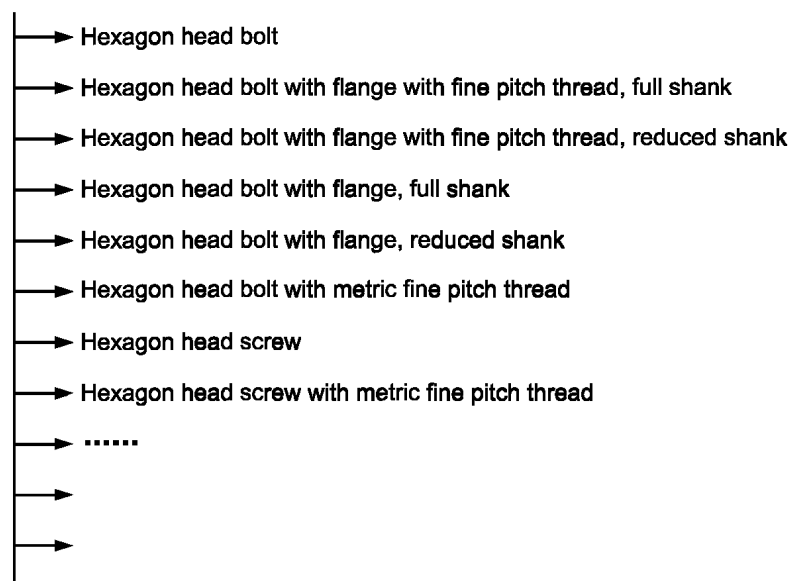 Hexagon head bolt
Hexagon head bolt with flange with fine pitch thread, full shank
Hexagon head bolt with flange with fine pitch thread, reduced shank
Hexagon head bolt with flange, full shank
Hexagon head bolt with flange, reduced shank
Hexagon head bolt with metric fine pitch thread
Hexagon head screw
Hexagon head screw with metric fine pitch thread
......